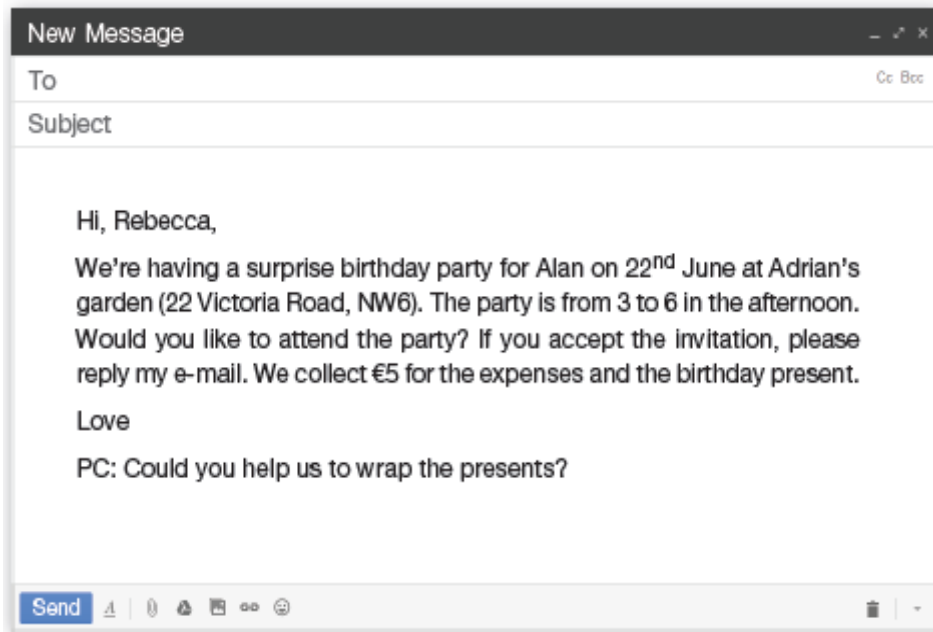 New Message
To Cc Bcc
Subject
Hi, Rebecca,
We're having a surprise birthday party for Alan on 22nd June at Adrian's
garden (22 Victoria Road, NW6). The party is from 3 to 6 in the afternoon.
Would you like to attend the party? If you accept the invitation, please
reply my e-mail. We collect €5 for the expenses and the birthday present.
Love
PC: Could you help us to wrap the presents?
Send A